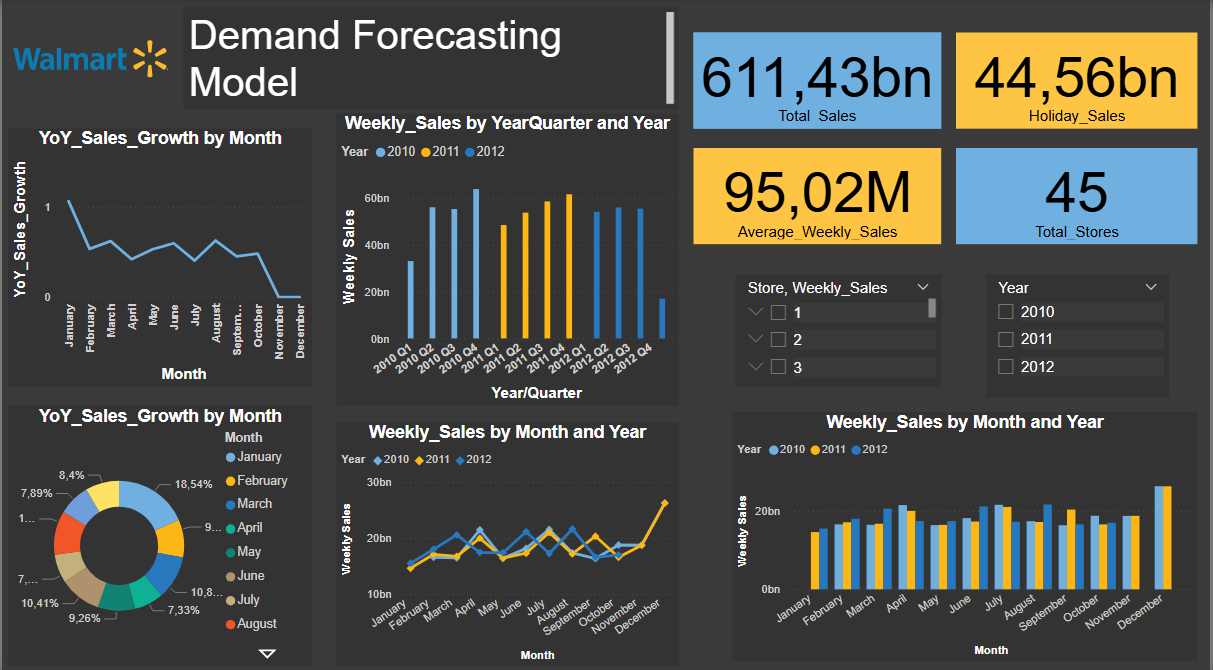 Walmart
Demand Forecasting
Model
611,43bn
Total_Sales
44,56bn
Holiday_Sales
95,02M
Average_Weekly_Sales
45
Total_Stores
YoY_Sales_Growth by Month
YoY_Sales_Growth
1
0
January
February
March
April
May
June
July
August
Septem...
October
November
December
Month
Weekly_Sales by YearQuarter and Year
Year 2010 2011 2012
Weekly Sales
60bn
40bn
20bn
0bn
2010 Q1
2010 Q2
2010 Q3
2010 Q4
2011 Q1
2011 Q2
2011 Q3
2011 Q4
2012 Q1
2012 Q2
2012 Q3
2012 Q4
Year/Quarter
Store, Weekly_Sales
1
2
3
Year
2010
2011
2012
YoY_Sales_Growth by Month
Month
January
February
March
April
May
June
July
August
18,54%
9...
10,8...
7,33%
9,26%
10,41%
7,...
1...
7,89%
8,4%
Weekly_Sales by Month and Year
Year 2010 2011 2012
Weekly Sales
30bn
20bn
10bn
January
February
March
April
May
June
July
August
September
October
November
December
Month
Weekly_Sales by Month and Year
Year 2010 2011 2012
Weekly Sales
20bn
0bn
January
February
March
April
May
June
July
August
September
October
November
December
Month